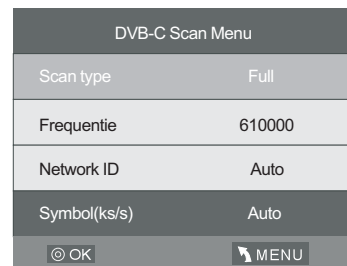 DVB-C Scan Menu
Scan type Full
Frequentie 610000
Network ID Auto
Symbol(ks/s) Auto
OK MENU